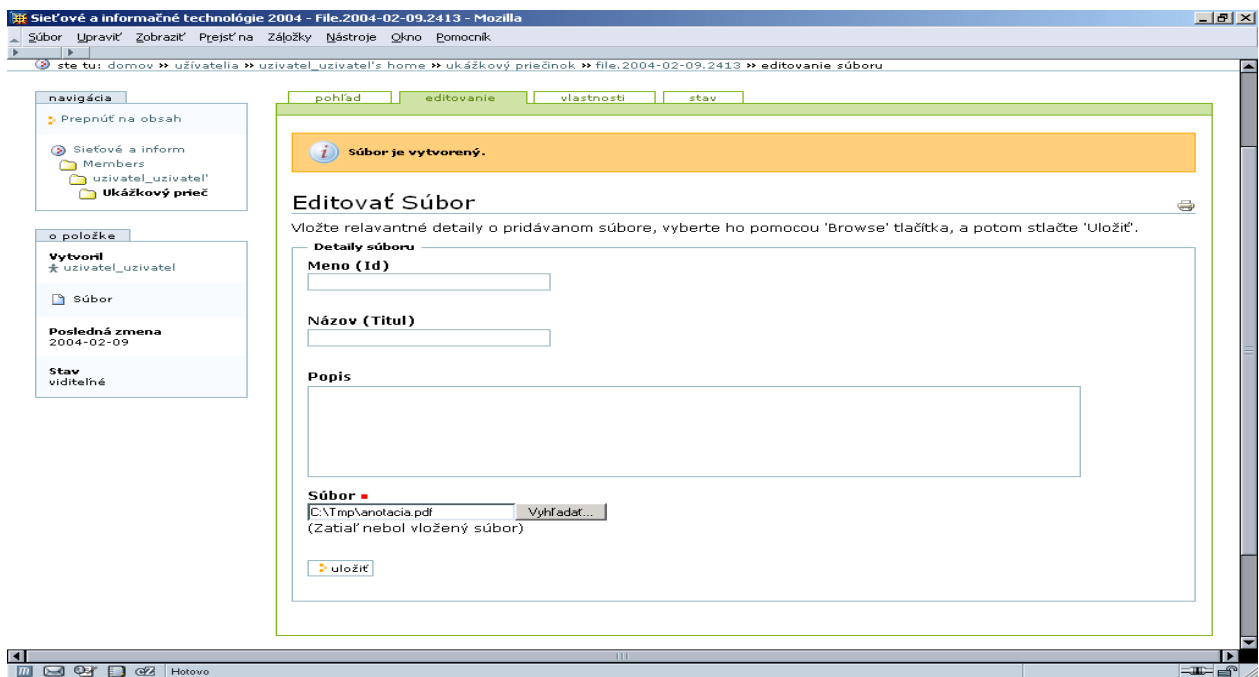 Sieťové a informačné technológie 2004 - File.2004-02-09.2413 - Mozilla
Súbor Upraviť Zobraziť Prejsť na Záložky Nástroje Okno Pomocník
ste tu: domov » užívatelia » uzivatel_uzivatel's home » ukážkový priečinok » file.2004-02-09.2413 » editovanie súboru
navigácia
Prepnúť na obsah
Sieťové a inform
Members
uzivatel_uzivatel'
Ukážkový prieč
o položke
Vytvoril
uzivatel_uzivatel
Súbor
Posledná zmena
2004-02-09
Stav
viditeľné
pohľad editovanie vlastnosti stav
Súbor je vytvorený.
Editovať Súbor
Vložte relavantné detaily o pridávanom súbore, vyberte ho pomocou 'Browse' tlačítka, a potom stlačte 'Uložiť'.
Detaily súboru
Meno (Id)
Názov (Titul)
Popis
Súbor
C:\Tmp\anotacia.pdf Vyhľadať...
(Zatiaľ nebol vložený súbor)
uložiť
Hotovo